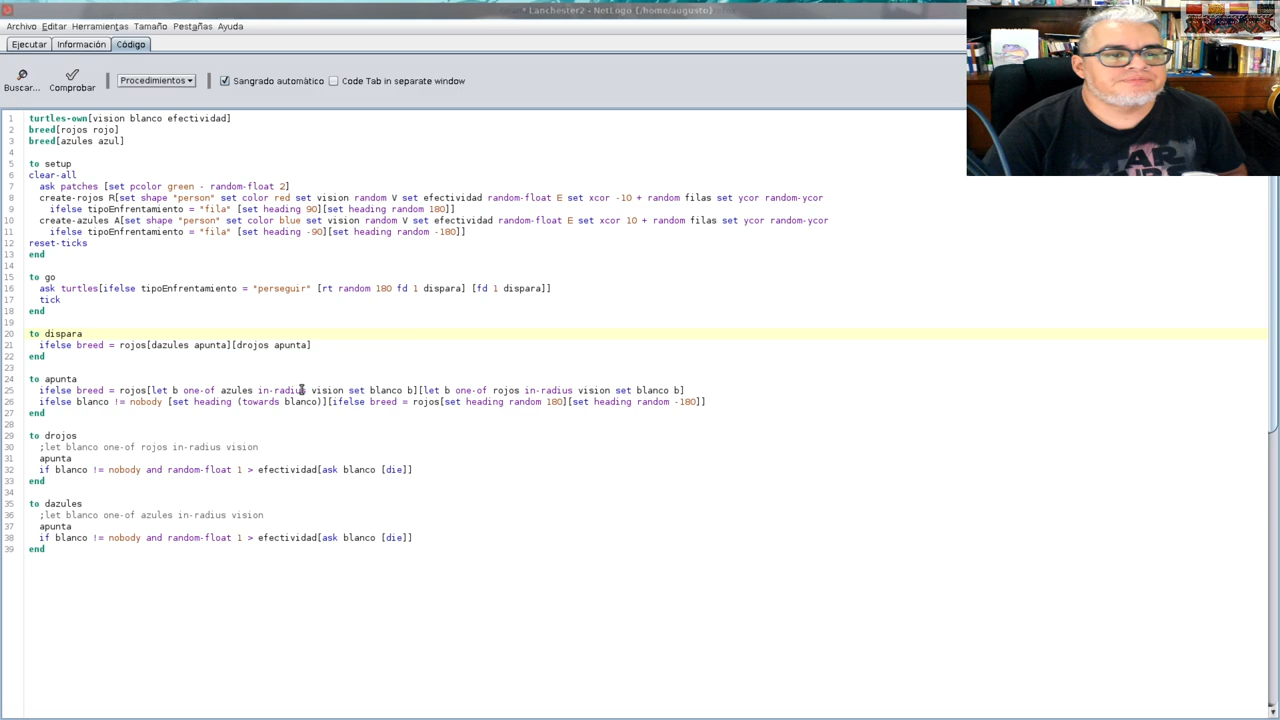 * Lanchester2 - NetLogo {/home/augusto}
Archivo Editar Herramientas Tamaño Pestañas Ayuda
Ejecutar Información Código
Buscar... Comprobar Procedimientos Sangrado automático Code Tab in separate window
1 turtles-own[vision blanco efectividad]
2 breed[rojos rojo]
3 breed[azules azul]
4
5 to setup
6 clear-all
7 ask patches [set pcolor green - random-float 2]
8 create-rojos R[set shape "person" set color red set vision random V set efectividad random-float E set xcor -10 + random filas set ycor random-ycor
9 ifelse tipoEnfrentamiento = "fila" [set heading 90][set heading random 180]]
10 create-azules A[set shape "person" set color blue set vision random V set efectividad random-float E set xcor 10 + random filas set ycor random-ycor
11 ifelse tipoEnfrentamiento = "fila" [set heading -90][set heading random -180]]
12 reset-ticks
13 end
14
15 to go
16 ask turtles[ifelse tipoEnfrentamiento = "perseguir" [rt random 180 fd 1 dispara] [fd 1 dispara]]
17 tick
18 end
19
20 to dispara
21 ifelse breed = rojos[dazules apunta][drojos apunta]
22 end
23
24 to apunta
25 ifelse breed = rojos[let b one-of azules in-radius vision set blanco b][let b one-of rojos in-radius vision set blanco b]
26 ifelse blanco != nobody [set heading (towards blanco)][ifelse breed = rojos[set heading random 180][set heading random -180]]
27 end
28
29 to drojos
30 ;let blanco one-of rojos in-radius vision
31 apunta
32 if blanco != nobody and random-float 1 > efectividad[ask blanco [die]]
33 end
34
35 to dazules
36 ;let blanco one-of azules in-radius vision
37 apunta
38 if blanco != nobody and random-float 1 > efectividad[ask blanco [die]]
39 end
STAR